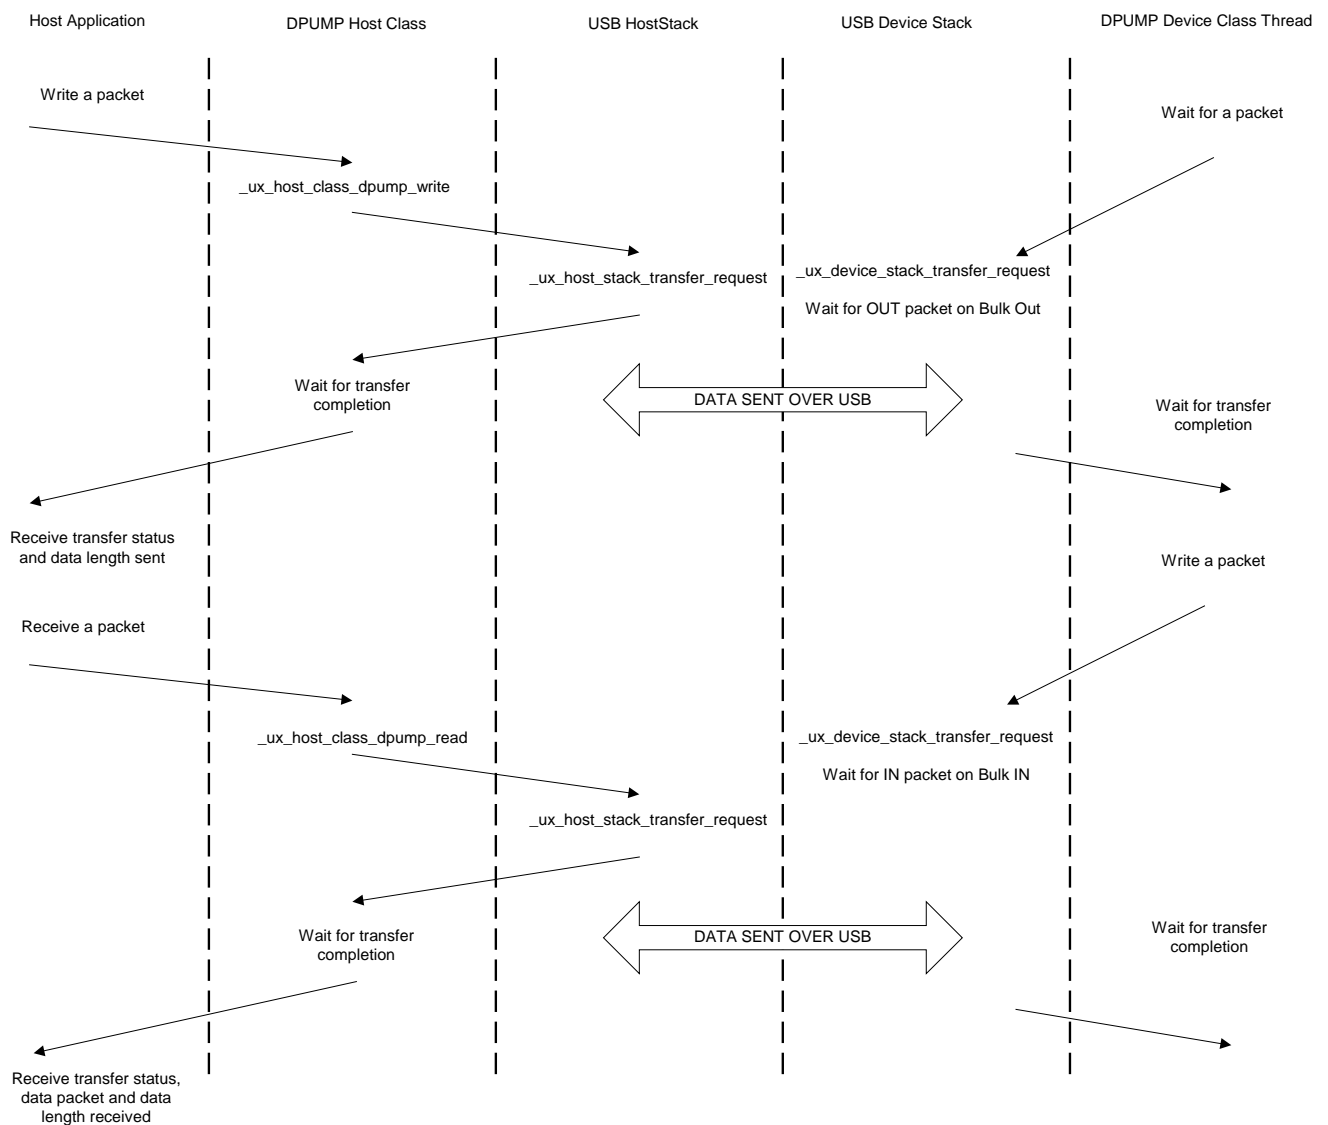 Host Application
DPUMP Host Class
USB HostStack
USB Device Stack
DPUMP Device Class Thread
Write a packet
Wait for a packet
_ux_host_class_dpump_write
_ux_host_stack_transfer_request
_ux_device_stack_transfer_request
Wait for OUT packet on Bulk Out
Wait for transfer
completion
DATA SENT OVER USB
Wait for transfer
completion
Receive transfer status
and data length sent
Write a packet
Receive a packet
_ux_host_class_dpump_read
_ux_device_stack_transfer_request
Wait for IN packet on Bulk IN
_ux_host_stack_transfer_request
Wait for transfer
completion
DATA SENT OVER USB
Wait for transfer
completion
Receive transfer status,
data packet and data
length received